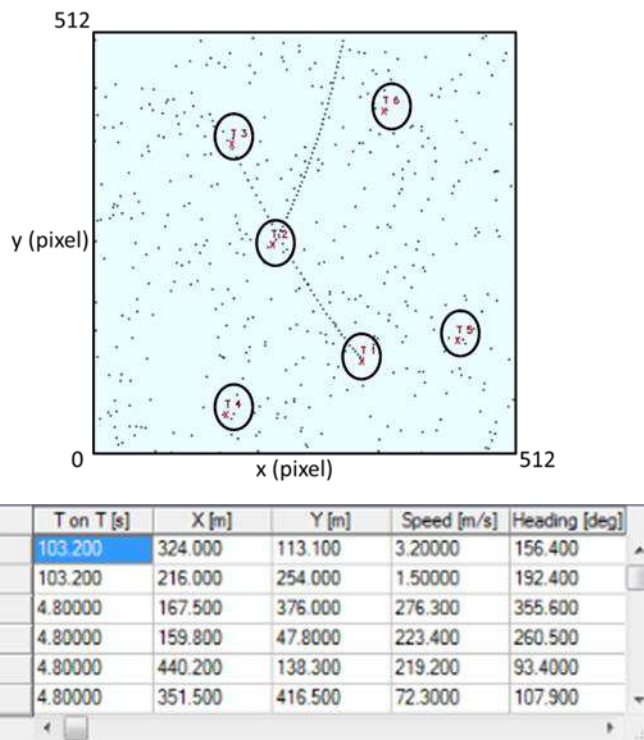 512
T 6
T 3
y (pixel)
T 2
T 5
T 1
T 4
0
x (pixel)
512
T on T [s] X [m] Y [m] Speed [m/s] Heading [deg]
103.200 324.000 113.100 3.20000 156.400
103.200 216.000 254.000 1.50000 192.400
4.80000 167.500 376.000 276.300 355.600
4.80000 159.800 47.8000 223.400 260.500
4.80000 440.200 138.300 219.200 93.4000
4.80000 351.500 416.500 72.3000 107.900